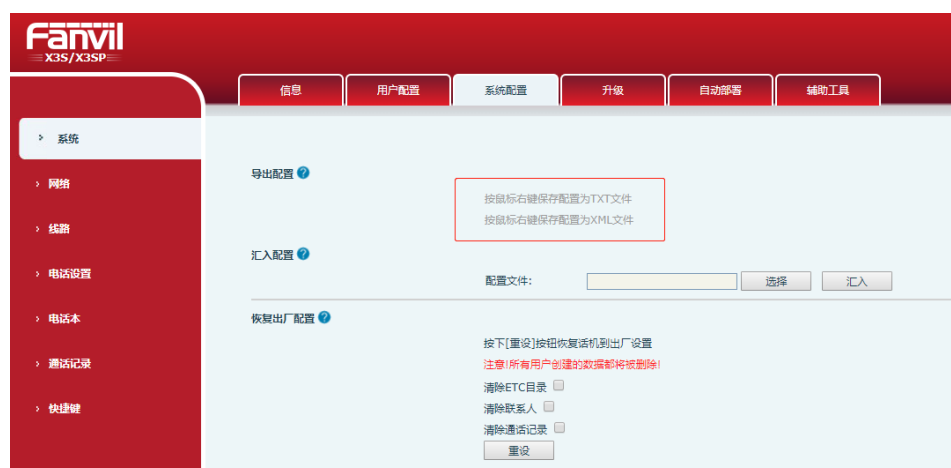 Fanvil
X3S/X3SP
信息 用户配置 系统配置 升级 自动部署 辅助工具
› 系统
› 网络
› 线路
› 电话设置
› 电话本
› 通话记录
› 快捷键
导出配置 ?
按鼠标右键保存配置为TXT文件
按鼠标右键保存配置为XML文件
汇入配置 ?
配置文件: 选择 汇入
恢复出厂配置 ?
按下[重设]按钮恢复话机到出厂设置
注意!所有用户创建的数据都将被删除!
清除ETC目录
清除联系人
清除通话记录
重设